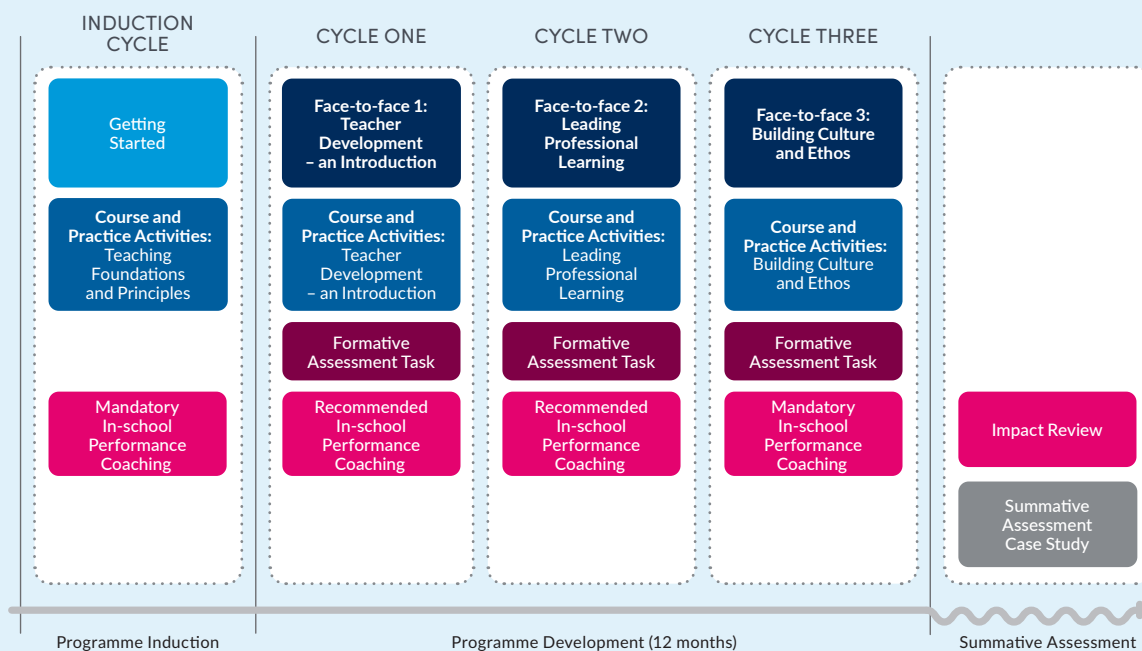 INDUCTION
CYCLE
Getting
Started
Course and
Practice Activities:
Teaching
Foundations
and Principles
Mandatory
In-school
Performance
Coaching
CYCLE ONE
Face-to-face 1:
Teacher
Development
– an Introduction
Course and
Practice Activities:
Teacher
Development
– an Introduction
Formative
Assessment Task
Recommended
In-school
Performance
Coaching
CYCLE TWO
Face-to-face 2:
Leading
Professional
Learning
Course and
Practice Activities:
Leading
Professional
Learning
Formative
Assessment Task
Recommended
In-school
Performance
Coaching
CYCLE THREE
Face-to-face 3:
Building Culture
and Ethos
Course and
Practice Activities:
Building Culture
and Ethos
Formative
Assessment Task
Mandatory
In-school
Performance
Coaching
Impact Review
Summative
Assessment
Case Study
Programme Induction
Programme Development (12 months)
Summative Assessment